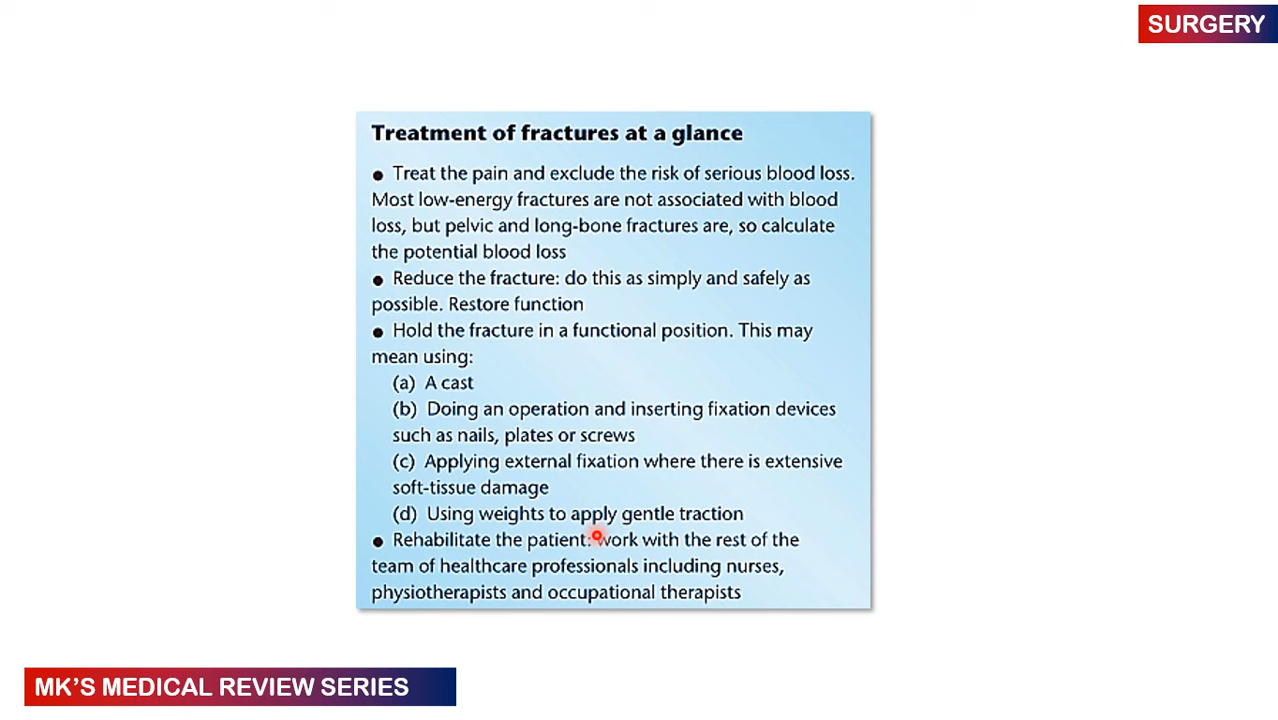 SURGERY
Treatment of fractures at a glance
● Treat the pain and exclude the risk of serious blood loss.
Most low-energy fractures are not associated with blood
loss, but pelvic and long-bone fractures are, so calculate
the potential blood loss
● Reduce the fracture: do this as simply and safely as
possible. Restore function
● Hold the fracture in a functional position. This may
mean using:
(a) A cast
(b) Doing an operation and inserting fixation devices
such as nails, plates or screws
(c) Applying external fixation where there is extensive
soft-tissue damage
(d) Using weights to apply gentle traction
● Rehabilitate the patient: work with the rest of the
team of healthcare professionals including nurses,
physiotherapists and occupational therapists
MK’S MEDICAL REVIEW SERIES